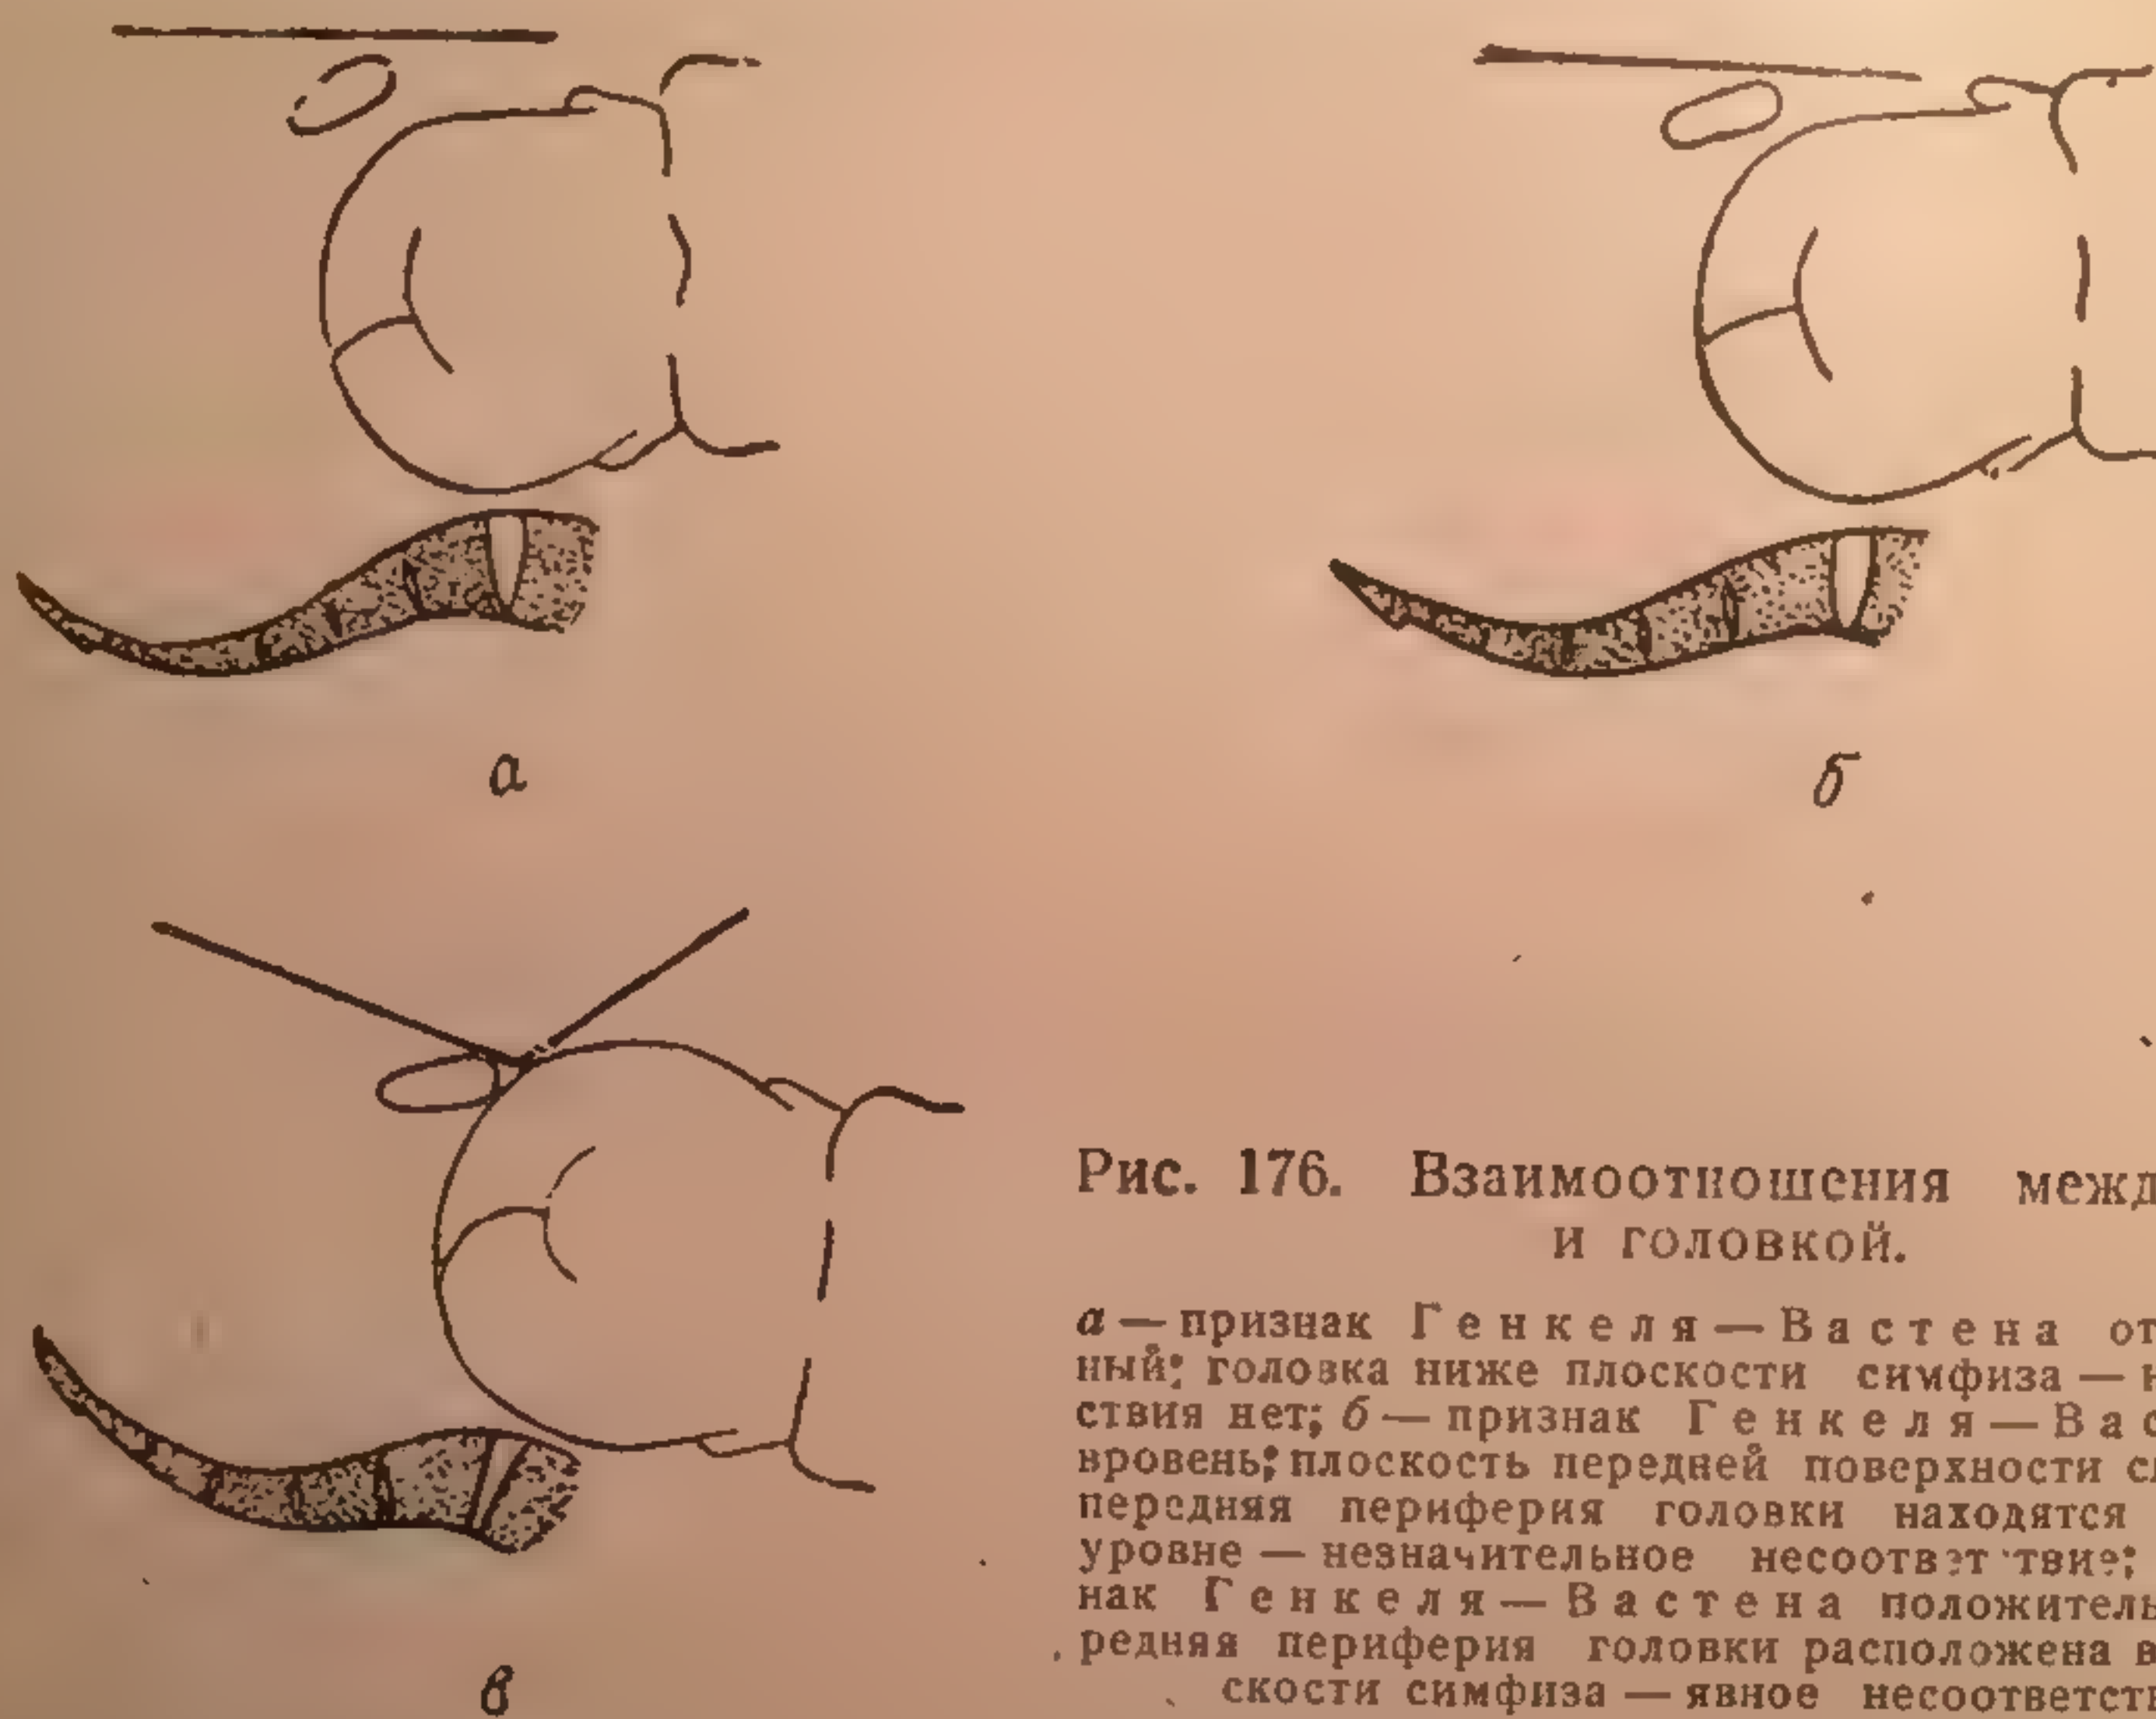 а
б
в
Рис. 176. Взаимоотношения межд
и головкой.
а — признак Генкеля — Вастена от
ный: головка ниже плоскости симфиза — н
ствия нет; б — признак Генкеля — Вас
вровень: плоскость передней поверхности с
передняя периферия головки находятся
уровне — незначительное
нак Генкеля — Вастена положитель
редняя периферия головки расположена в
скости симфиза — явное несоответств